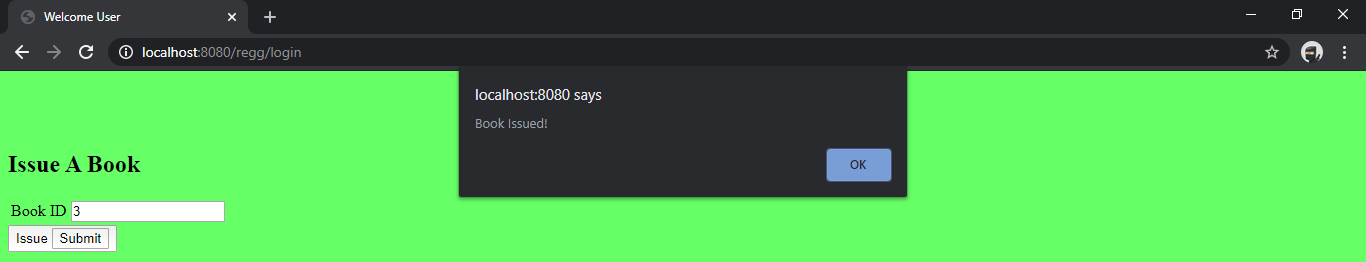 Welcome User
localhost:8080/regg/login
localhost:8080 says
Book Issued!
OK
Issue A Book
Book ID 3
Issue Submit